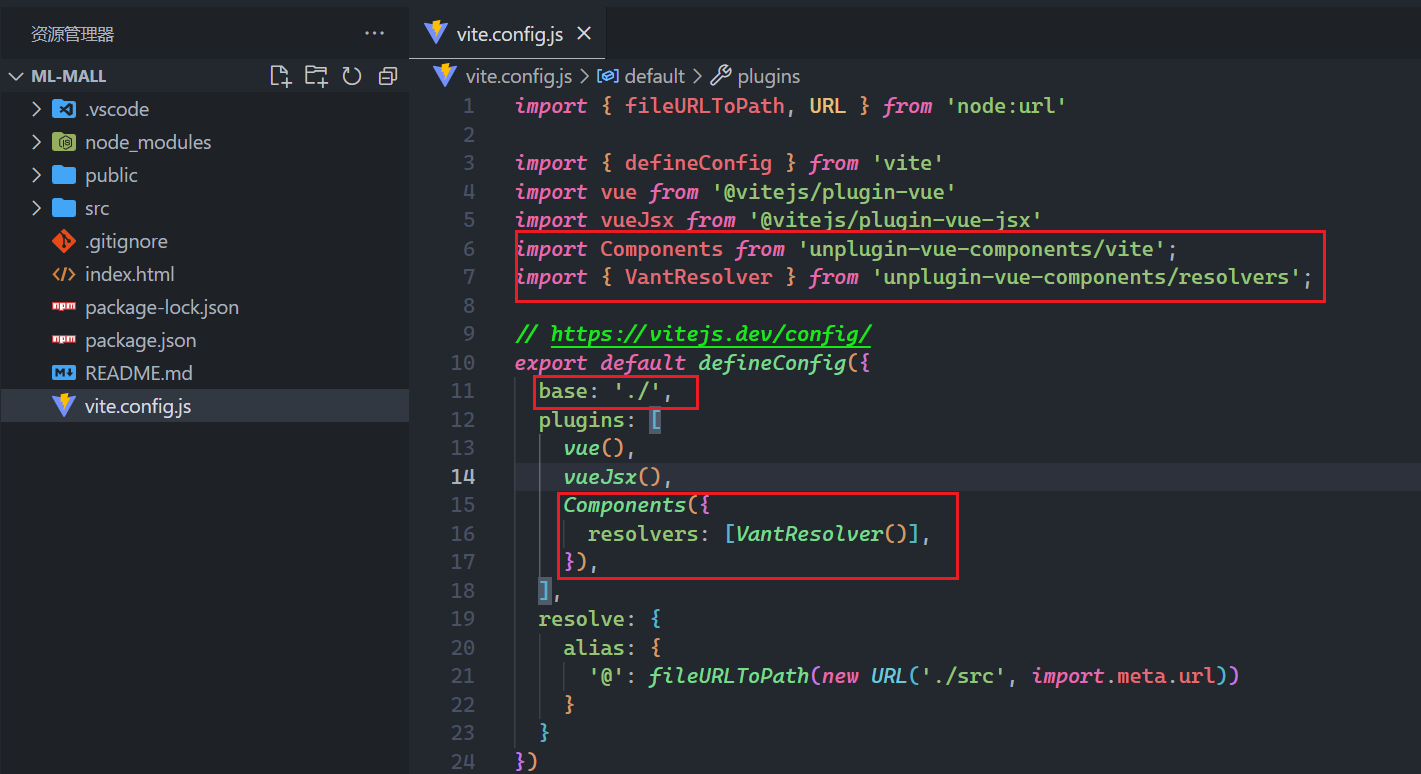 资源管理器
···
ML-MALL
.vscode
node_modules
public
src
.gitignore
index.html
package-lock.json
package.json
README.md
vite.config.js
vite.config.js
vite.config.js > default > plugins
1 import { fileURLToPath, URL } from 'node:url'
2
3 import { defineConfig } from 'vite'
4 import vue from '@vitejs/plugin-vue'
5 import vueJsx from '@vitejs/plugin-vue-jsx'
6 import Components from 'unplugin-vue-components/vite';
7 import { VantResolver } from 'unplugin-vue-components/resolvers';
8
9 // https://vitejs.dev/config/
10 export default defineConfig({
11   base: './',
12   plugins: [
13     vue(),
14     vueJsx(),
15     Components({
16       resolvers: [VantResolver()],
17     }),
18   ],
19   resolve: {
20     alias: {
21       '@': fileURLToPath(new URL('./src', import.meta.url))
22     }
23   }
24 })